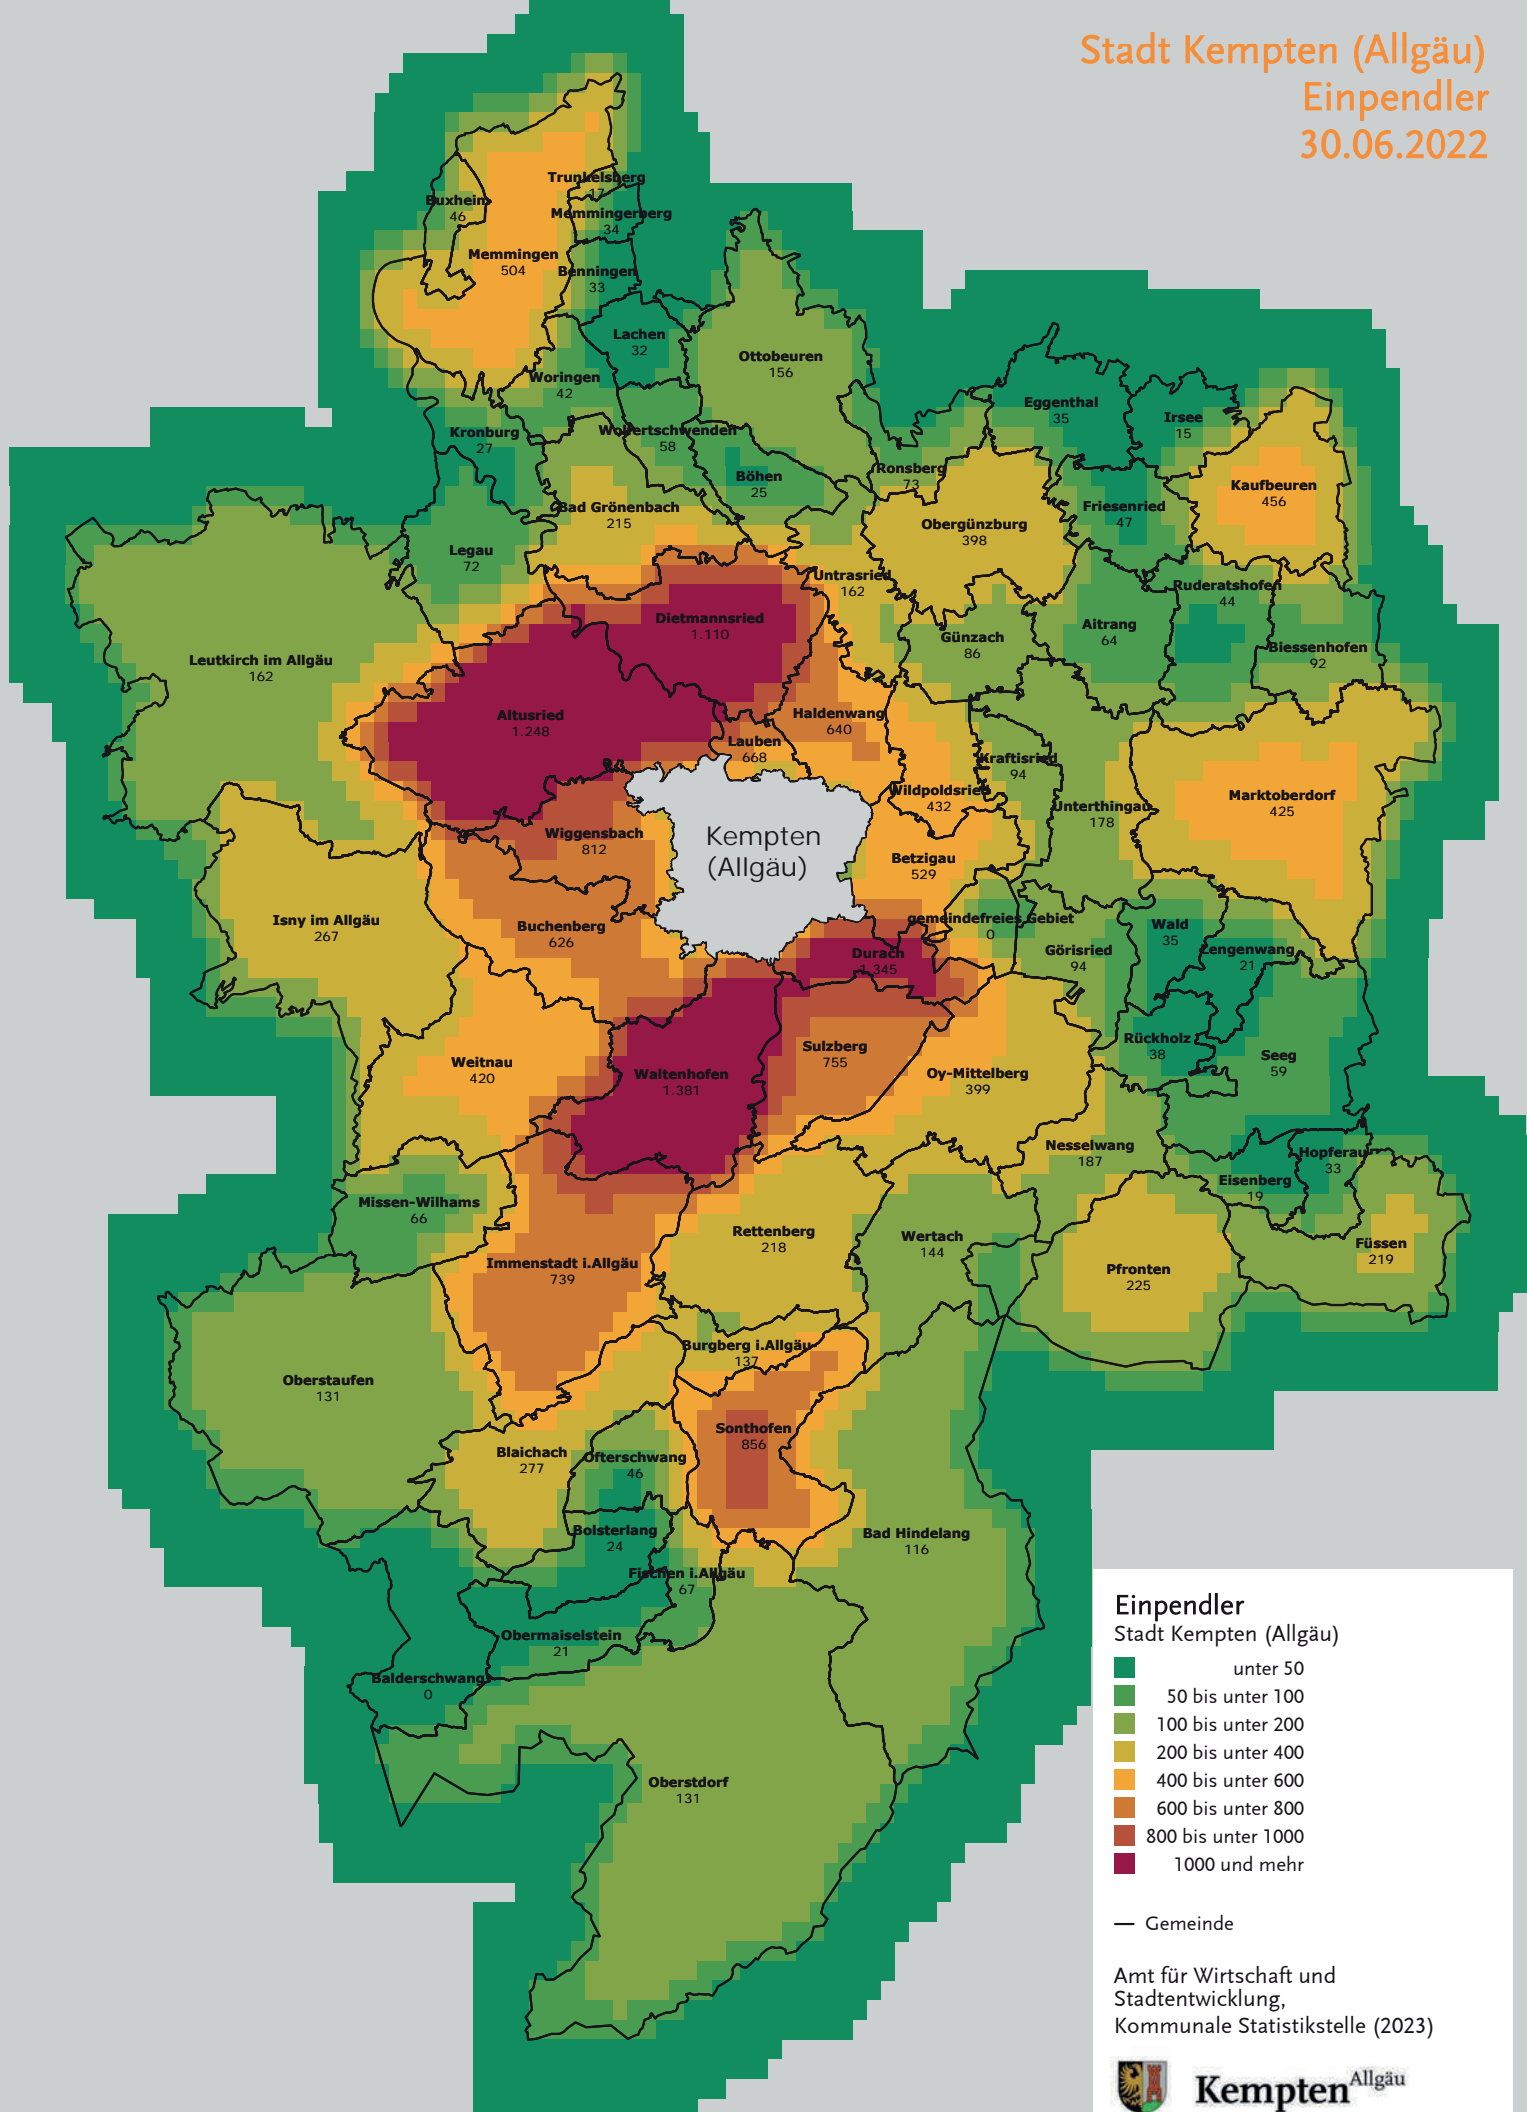 Stadt Kempten (Allgäu)
Einpendler
30.06.2022
Trunkelsberg
17
Buxheim
46
Memmingerberg
34
Memmingen
504
Benningen
33
Lachen
32
Ottobeuren
156
Woringen
42
Eggenthal
35
Irsee
15
Kronburg
27
Wolfertschwenden
58
Böhen
25
Ronsberg
73
Kaufbeuren
456
Bad Grönenbach
215
Friesenried
47
Obergünzburg
398
Legau
72
Untrasried
162
Ruderatshofen
44
Dietmannsried
1.110
Aitrang
64
Günzach
86
Biessenhofen
92
Leutkirch im Allgäu
162
Altusried
1.248
Haldenwang
640
Lauben
668
Kraftisried
94
Wildpoldsried
432
Marktoberdorf
425
Unterthingau
178
Wiggensbach
812
Kempten
(Allgäu)
Betzigau
529
Isny im Allgäu
267
Buchenberg
626
gemeindefreies Gebiet
0
Wald
35
Görisried
94
Lengenwang
21
Durach
1.345
Rückholz
38
Sulzberg
755
Seeg
59
Weitnau
420
Waltenhofen
1.381
Oy-Mittelberg
399
Nesselwang
187
Hopferau
33
Eisenberg
19
Missen-Wilhams
66
Rettenberg
218
Wertach
144
Füssen
219
Immenstadt i.Allgäu
739
Pfronten
225
Burgberg i.Allgäu
137
Oberstaufen
131
Sonthofen
856
Blaichach
277
Ofterschwang
46
Bolsterlang
24
Bad Hindelang
116
Fischen i.Allgäu
67
Obermaiselstein
21
Balderschwang
0
Oberstdorf
131
Einpendler
Stadt Kempten (Allgäu)
unter 50
50 bis unter 100
100 bis unter 200
200 bis unter 400
400 bis unter 600
600 bis unter 800
800 bis unter 1000
1000 und mehr
Gemeinde
Amt für Wirtschaft und
Stadtentwicklung,
Kommunale Statistikstelle (2023)
Kempten Allgäu